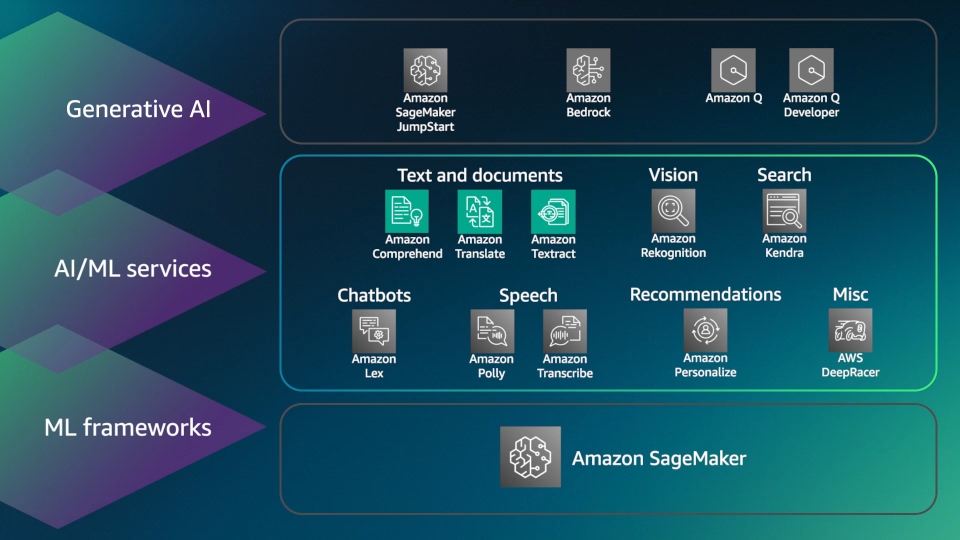 Generative AI
Amazon
SageMaker
JumpStart
Amazon
Bedrock
Amazon Q
Amazon Q
Developer
AI/ML services
Text and documents
Amazon
Comprehend
Amazon
Translate
Amazon
Textract
Vision
Amazon
Rekognition
Search
Amazon
Kendra
Chatbots
Amazon
Lex
Speech
Amazon
Polly
Amazon
Transcribe
Recommendations
Amazon
Personalize
Misc
AWS
DeepRacer
ML frameworks
Amazon SageMaker